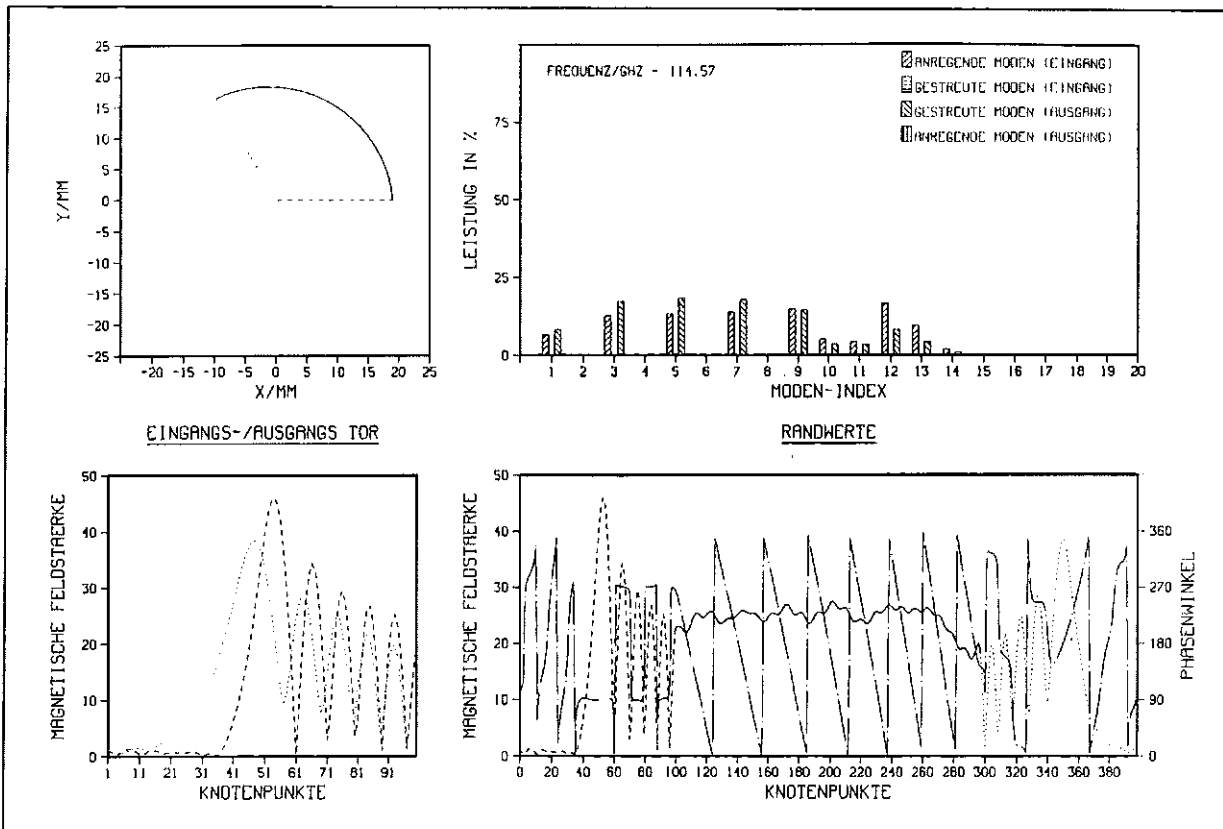 25
20
15
10
5
0
-5
-10
-15
-20
-25
Y/MM
-20 -15 -10 -5 0 5 10 15 20 25
X/MM
FREQUENZ/GHZ - 114.57
ANREGENDE MODEN (EINGANG)
GESTREUTE MODEN (EINGANG)
GESTREUTE MODEN (AUSGANG)
ANREGENDE MODEN (AUSGANG)
75
50
25
0
LEISTUNG IN %
1 2 3 4 5 6 7 8 9 10 11 12 13 14 15 16 17 18 19 20
MODEN-INDEX
EINGANGS-/AUSGANGS TOR
50
40
30
20
10
0
MAGNETISCHE FELDSTAERKE
1 11 21 31 41 51 61 71 81 91
KNOTENPUNKTE
RANDWERTE
50
40
30
20
10
0
MAGNETISCHE FELDSTAERKE
360
270
180
90
0
PHASENWINKEL
0 20 40 60 80 100 120 140 160 180 200 220 240 260 280 300 320 340 360 380
KNOTENPUNKTE